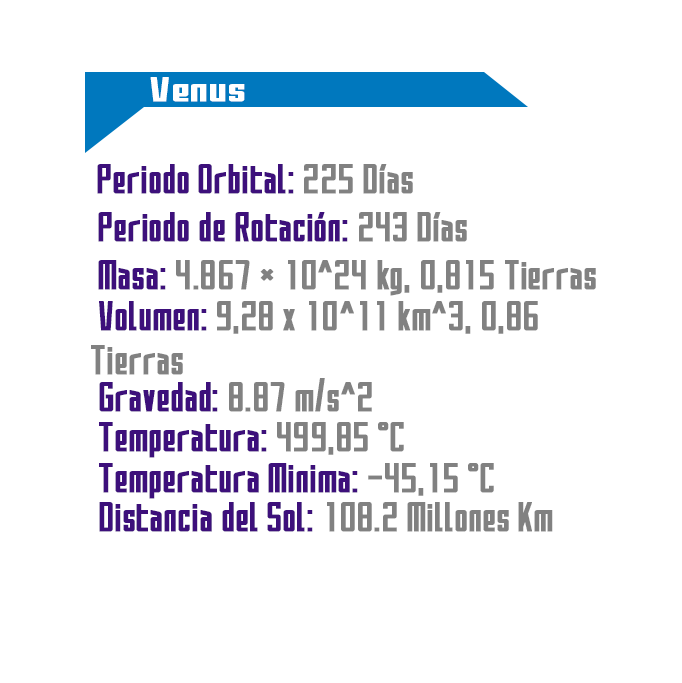 Venus
Periodo Orbital: 225 Días
Periodo de Rotación: 243 Días
Masa: 4.867 × 10^24 kg, 0,815 Tierras
Volumen: 9,28 x 10^11 km^3, 0,86
Tierras
Gravedad: 8.87 m/s^2
Temperatura: 499,85 °C
Temperatura Minima: -45,15 °C
Distancia del Sol: 108.2 Millones Km